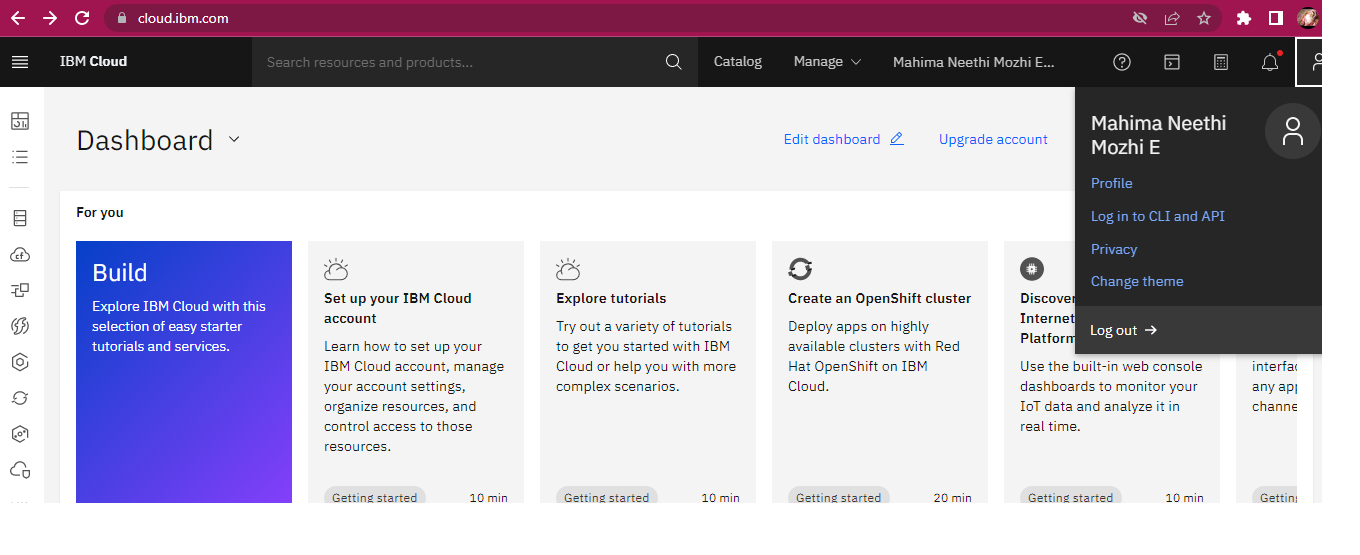 cloud.ibm.com
IBM Cloud
Search resources and products...
Catalog
Manage
Mahima Neethi Mozhi E...
Dashboard
Edit dashboard
Upgrade account
Mahima Neethi
Mozhi E
Profile
Log in to CLI and API
Privacy
Change theme
Log out
For you
Build
Explore IBM Cloud with this
selection of easy starter
tutorials and services.
Set up your IBM Cloud
account
Learn how to set up your
IBM Cloud account, manage
your account settings,
organize resources, and
control access to those
resources.
Getting started
10 min
Explore tutorials
Try out a variety of tutorials
to get you started with IBM
Cloud or help you with more
complex scenarios.
Getting started
10 min
Create an OpenShift cluster
Deploy apps on highly
available clusters with Red
Hat OpenShift on IBM
Cloud.
Getting started
20 min
Discover
Internet
Platform
Use the built-in web console
dashboards to monitor your
IoT data and analyze it in
real time.
Getting started
10 min
any